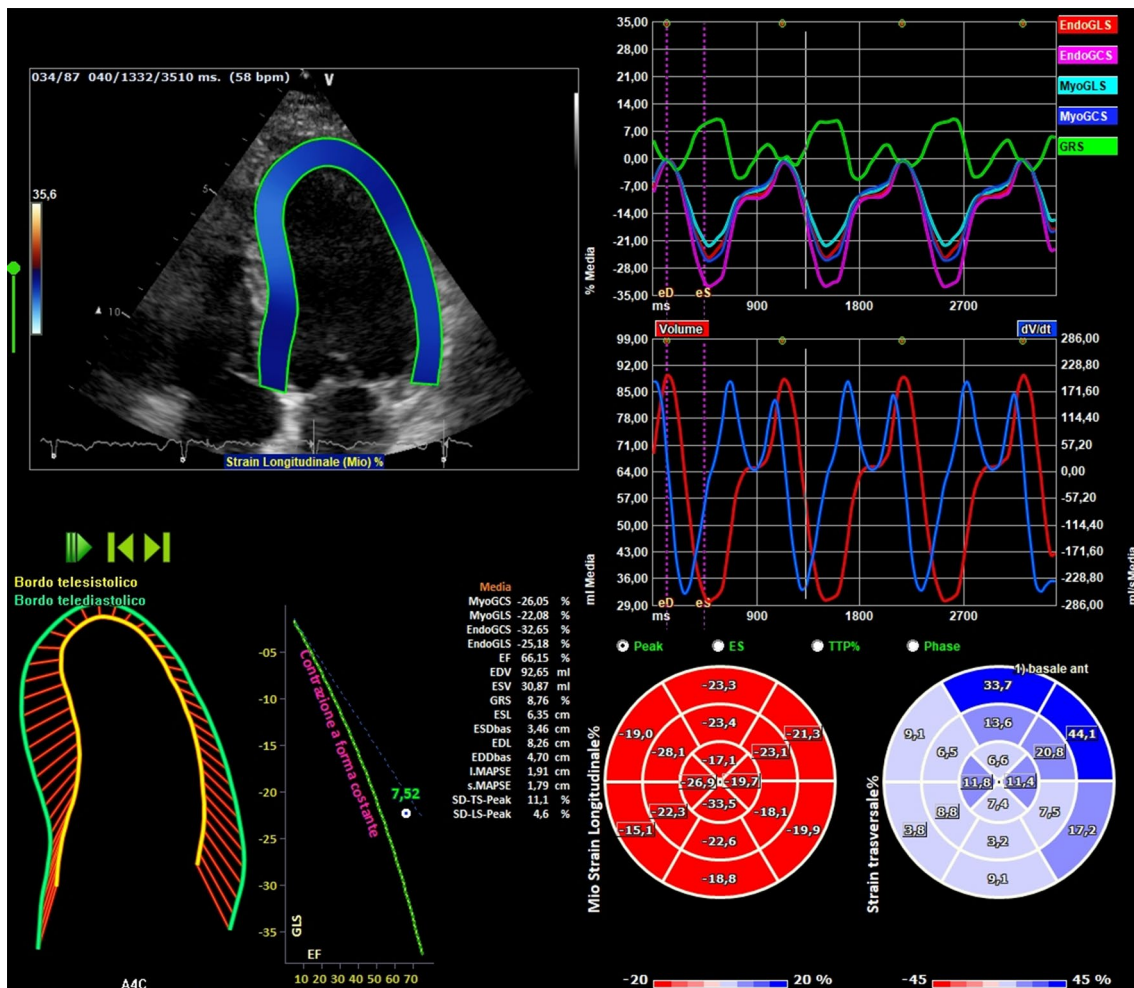 034/87 040/1332/3510 ms. (58 bpm)
V
5
10
35,6
Strain Longitudinale (Mio) %
35,00
28,00
21,00
14,00
7,00
0,00
-7,00
-14,00
-21,00
-28,00
-35,00
% Media
EndoGLS
EndoGCS
MyoGLS
MyoGCS
GRS
eD
eS
ms
900
1800
2700
Volume
dV/dt
99,00
92,00
85,00
78,00
71,00
64,00
57,00
50,00
43,00
36,00
29,00
ml Media
286,00
228,80
171,60
114,40
57,20
0,00
-57,20
-114,40
-171,60
-228,80
-286,00
ml/sMedia
eD
eS
ms
900
1800
2700
Bordo telesistolico
Bordo telediastolico
A4C
-05
-10
-15
-20
-25
-30
-35
GLS
EF
10 20 30 40 50 60 70
Contrazione a forma costante
7,52
Media
MyoGCS -26,05 %
MyoGLS -22,08 %
EndoGCS -32,65 %
EndoGLS -25,18 %
EF 66,15 %
EDV 92,65 ml
ESV 30,87 ml
GRS 8,76 %
ESL 6,35 cm
ESDbas 3,46 cm
EDL 8,26 cm
EDDbas 4,70 cm
l.MAPSE 1,91 cm
s.MAPSE 1,79 cm
SD-TS-Peak 11,1 %
SD-LS-Peak 4,6 %
Peak
ES
TTP%
Phase
Mio Strain Longitudinale%
-23,3
-19,0
-21,3
-23,4
-28,1
-23,1
-17,1
-26,9
-19,7
-33,5
-22,3
-18,1
-15,1
-19,9
-22,6
-18,8
-20
20 %
Strain trasversale%
1) basale ant
33,7
9,1
44,1
13,6
6,5
20,8
6,6
11,8
11,4
7,4
8,8
7,5
3,8
17,2
3,2
9,1
-45
45 %